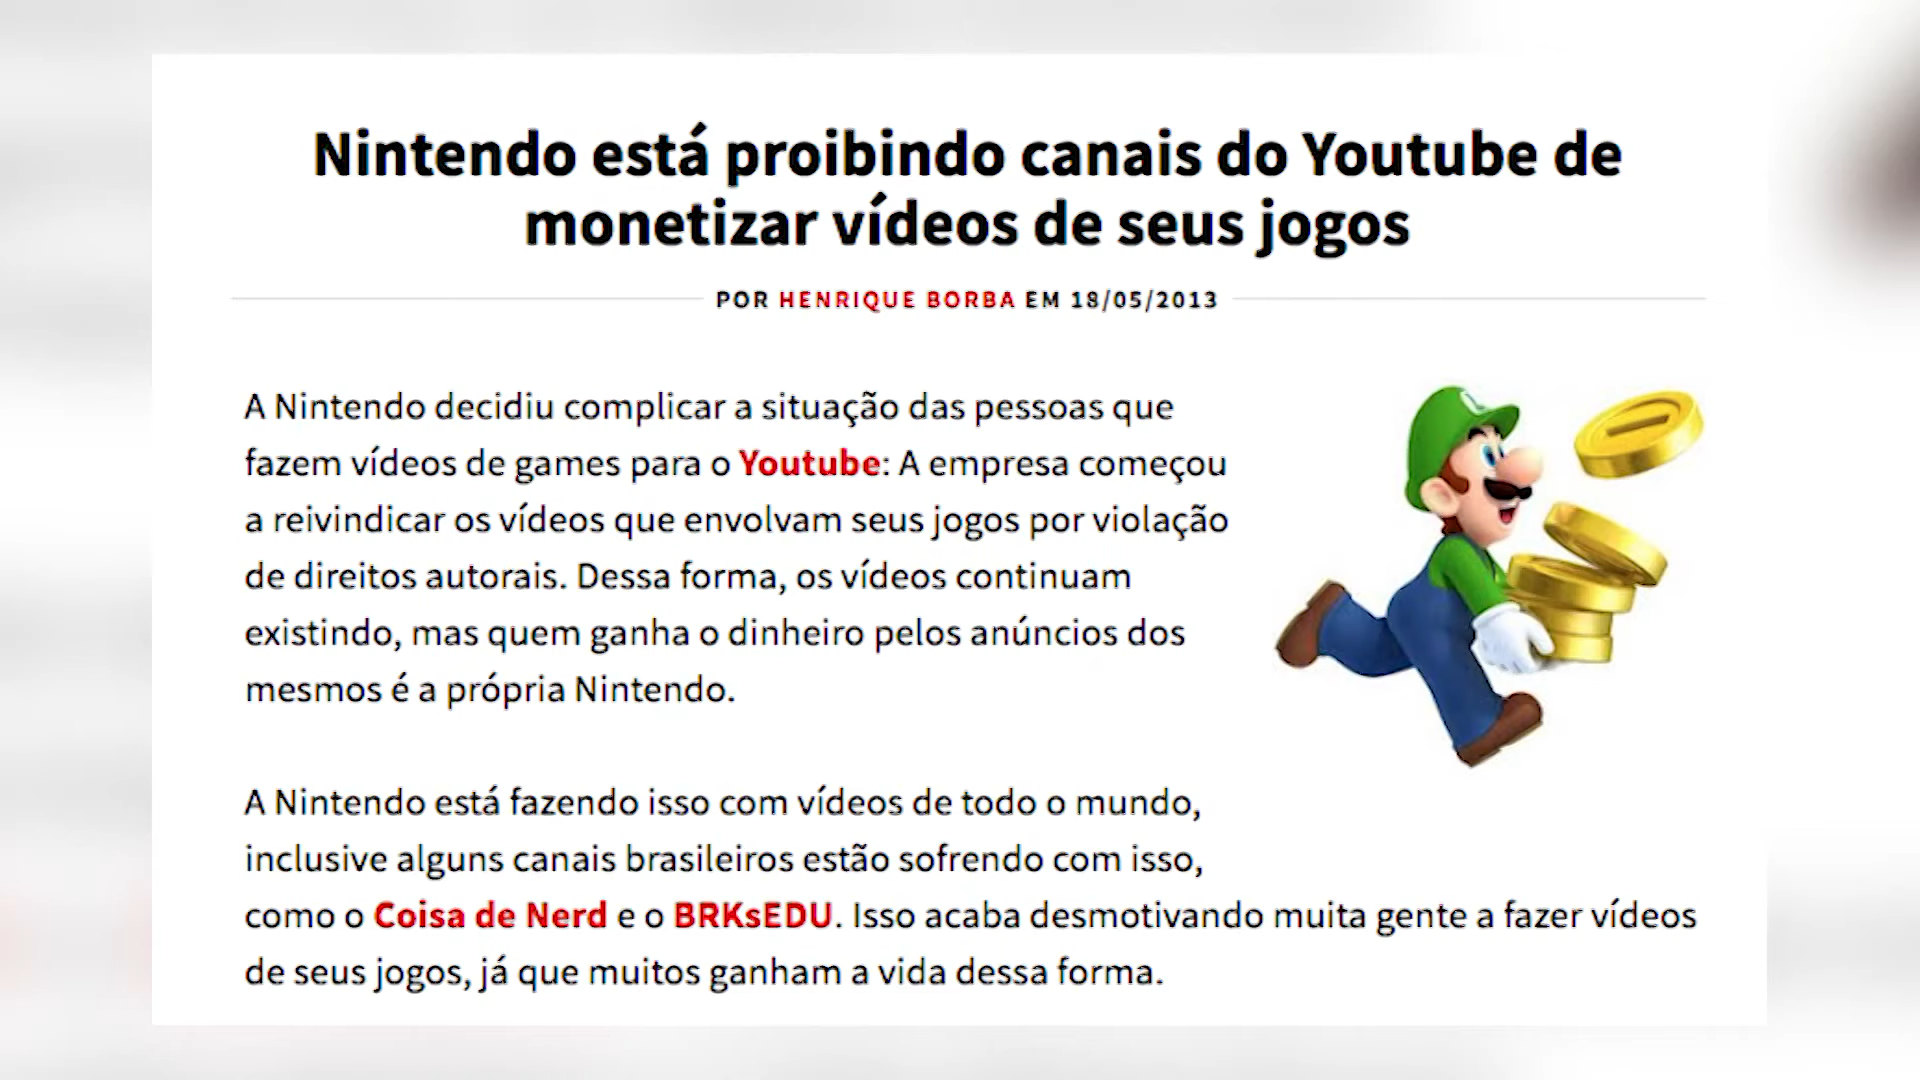 Nintendo está proibindo canais do Youtube de
monetizar vídeos de seus jogos
POR HENRIQUE BORBA EM 18/05/2013
A Nintendo decidiu complicar a situação das pessoas que
fazem vídeos de games para o Youtube: A empresa começou
a reivindicar os vídeos que envolvam seus jogos por violação
de direitos autorais. Dessa forma, os vídeos continuam
existindo, mas quem ganha o dinheiro pelos anúncios dos
mesmos é a própria Nintendo.
A Nintendo está fazendo isso com vídeos de todo o mundo,
inclusive alguns canais brasileiros estão sofrendo com isso,
como o Coisa de Nerd e o BRKsEDU. Isso acaba desmotivando muita gente a fazer vídeos
de seus jogos, já que muitos ganham a vida dessa forma.
L